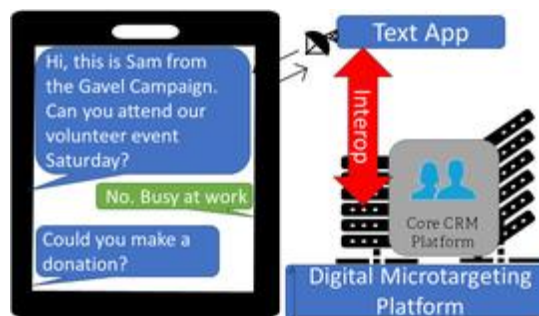 Hi, this is Sam from
the Gavel Campaign.
Can you attend our
volunteer event
Saturday?
No. Busy at work
Could you make a
donation?
Text App
Interop
Core CRM
Platform
Digital Microtargeting
Platform